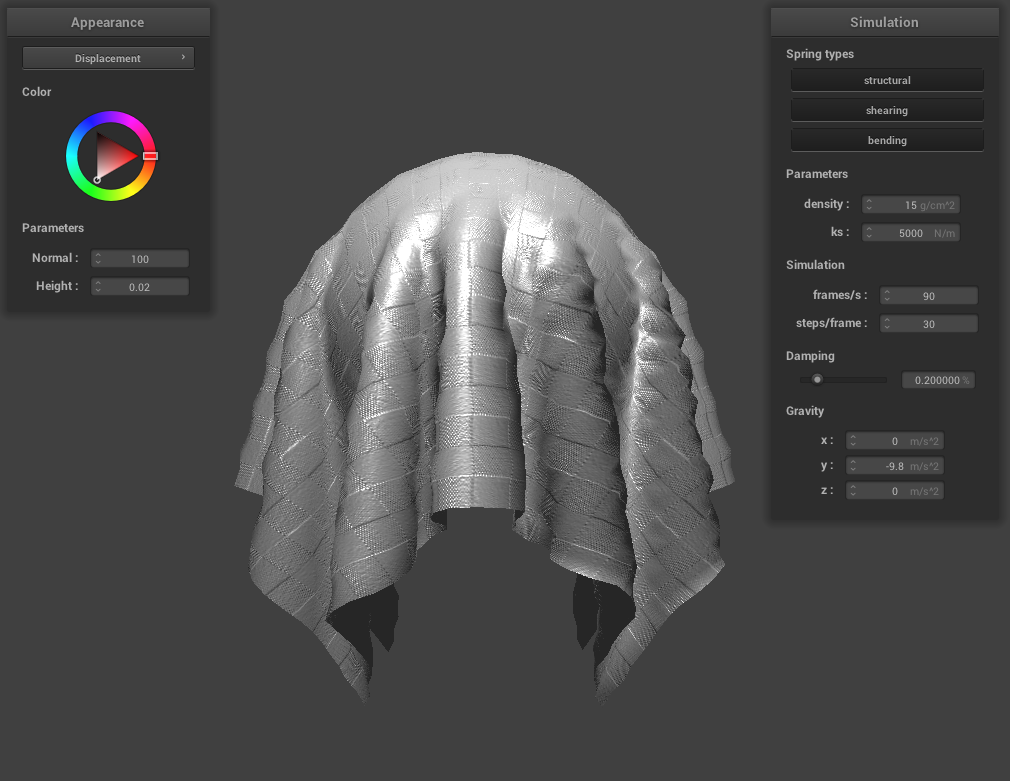 Appearance
Displacement
Color
Parameters
Normal : 100
Height : 0.02
Simulation
Spring types
structural
shearing
bending
Parameters
density : 15 g/cm^2
ks : 5000 N/m
Simulation
frames/s : 90
steps/frame : 30
Damping
0.200000 %
Gravity
x : 0 m/s^2
y : -9.8 m/s^2
z : 0 m/s^2